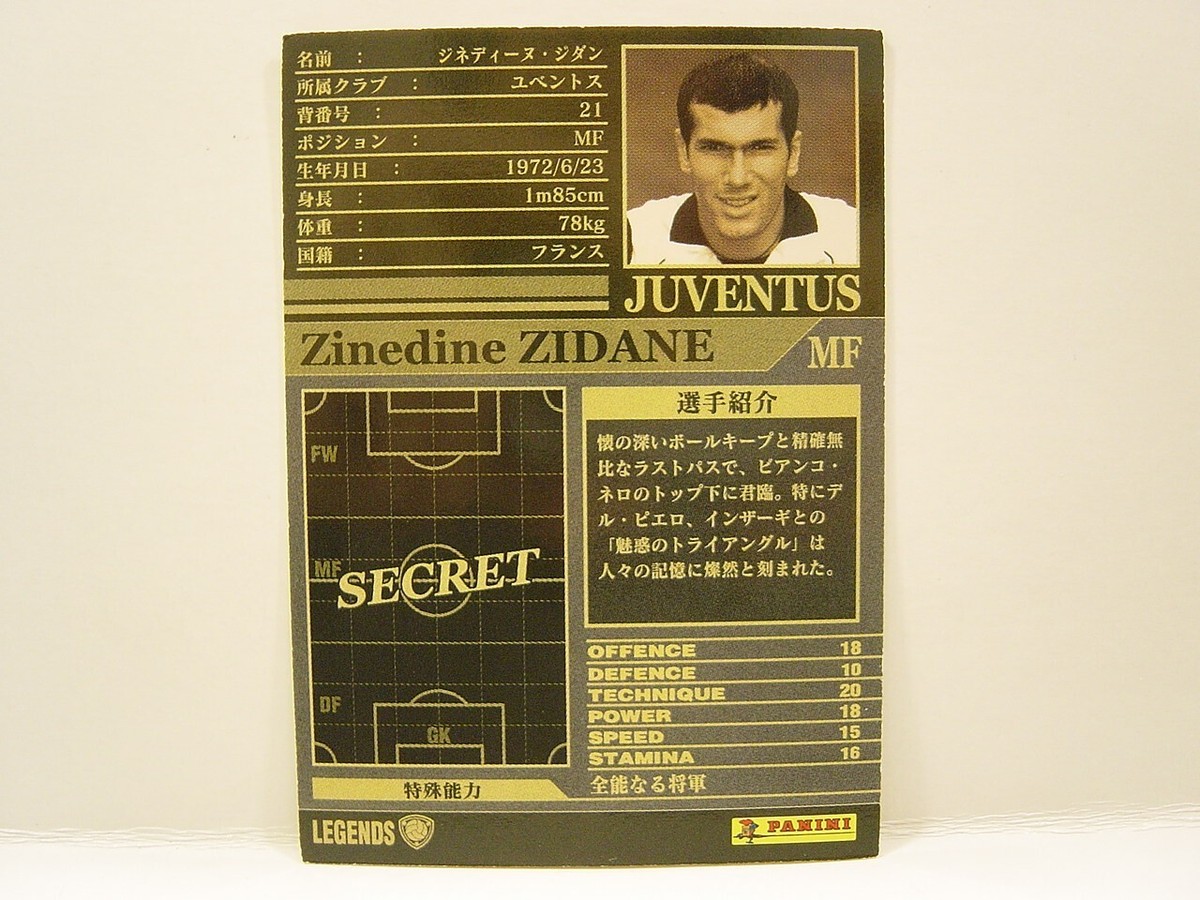 名前 : ジネディーヌ・ジダン
所属クラブ : ユベントス
背番号 : 21
ポジション : MF
生年月日 : 1972/6/23
身長 : 1m85cm
体重 : 78kg
国籍 : フランス
JUVENTUS
Zinedine ZIDANE
MF
FW
MF
SECRET
DF
GK
選手紹介
懐の深いボールキープと精確無
比なラストパスで、ビアンコ・
ネロのトップ下に君臨。特にデ
ル・ピエロ、インザーギとの
「魅惑のトライアングル」は
人々の記憶に燦然と刻まれた。
OFFENCE 18
DEFENCE 10
TECHNIQUE 20
POWER 18
SPEED 15
STAMINA 16
特殊能力 全能なる将軍
LEGENDS
PANINI